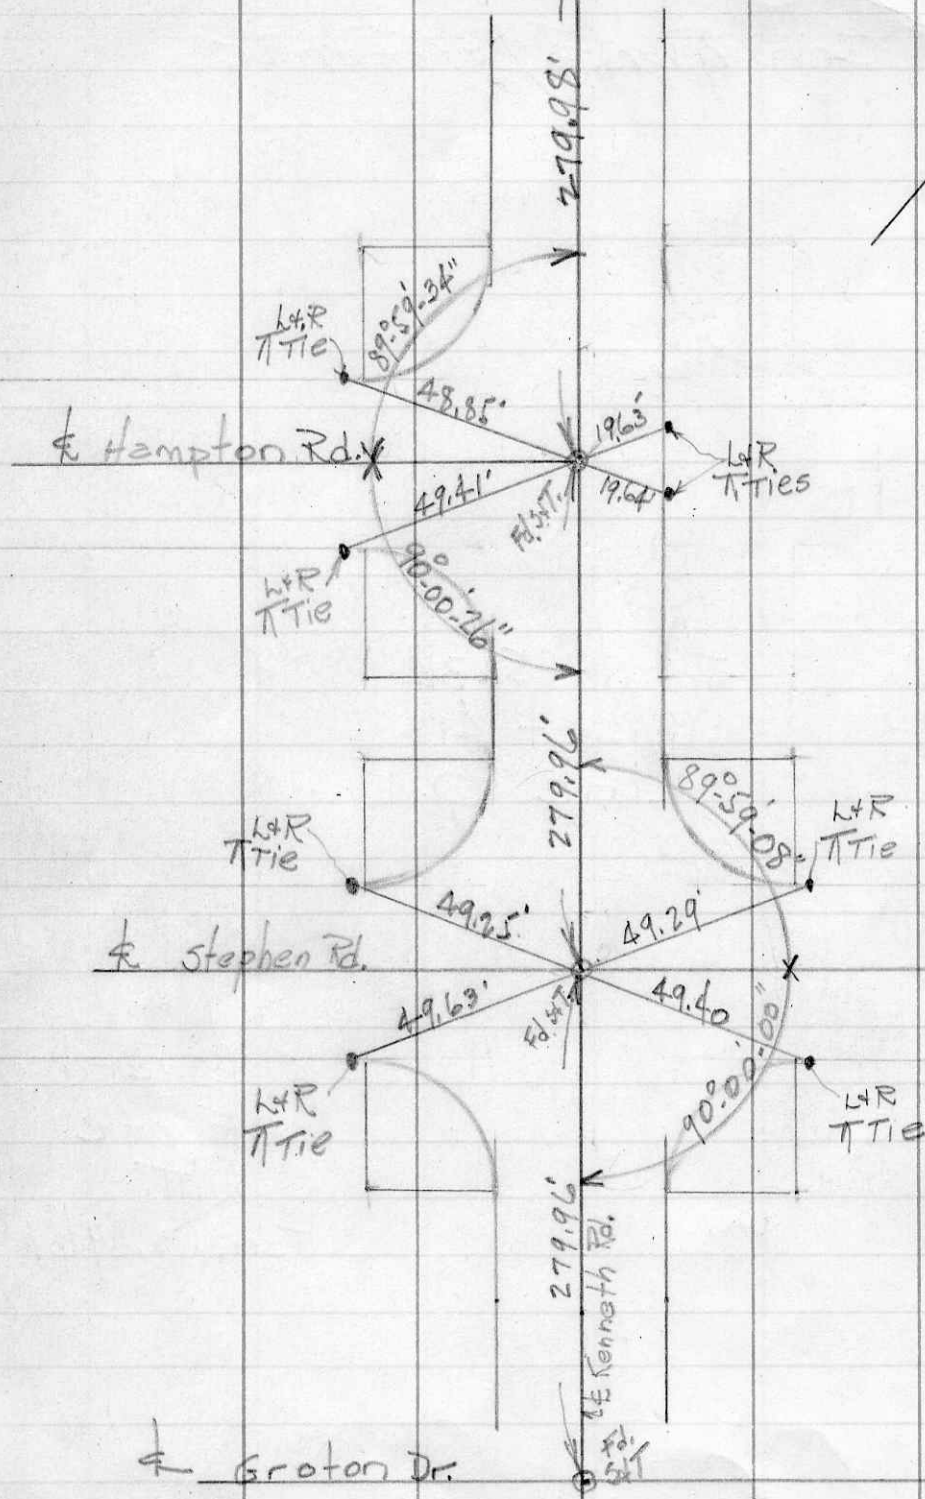 279.98'
89°-59'-34"
L&R
π Tie
48.85'
19.63'
℄ Hampton Rd.
L&R
π Ties
49.41'
19.64'
Fd. S&T.
L&R
π Tie
90°-00'-26"
279.96'
89°-59'-08"
L&R
π Tie
L&R
π Tie
49.25'
49.29'
℄ Stephen Rd.
49.63'
49.40
Fd. S&T
90°-00'-00"
L&R
π Tie
L&R
π Tie
279.96'
℄ Kenneth Rd.
Fd.
S&T
℄ Groton Dr.